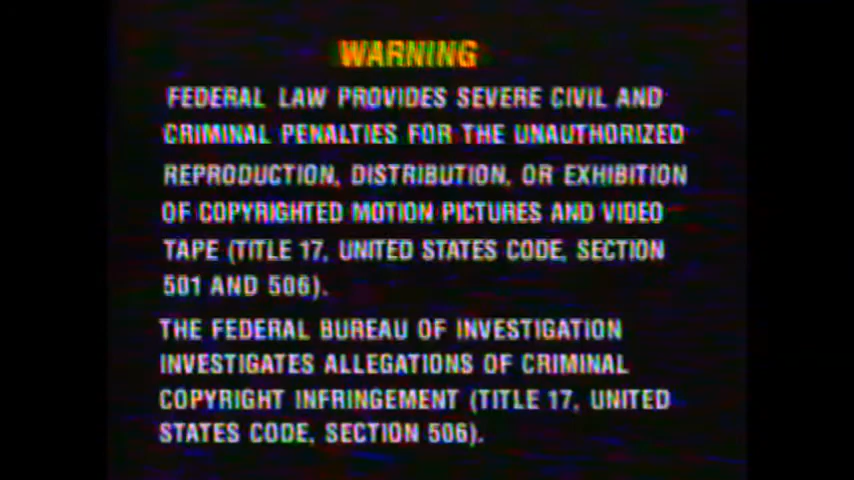 WARNING
FEDERAL LAW PROVIDES SEVERE CIVIL AND
CRIMINAL PENALTIES FOR THE UNAUTHORIZED
REPRODUCTION, DISTRIBUTION, OR EXHIBITION
OF COPYRIGHTED MOTION PICTURES AND VIDEO
TAPE (TITLE 17, UNITED STATES CODE, SECTION
501 AND 506).
THE FEDERAL BUREAU OF INVESTIGATION
INVESTIGATES ALLEGATIONS OF CRIMINAL
COPYRIGHT INFRINGEMENT (TITLE 17, UNITED
STATES CODE, SECTION 506).